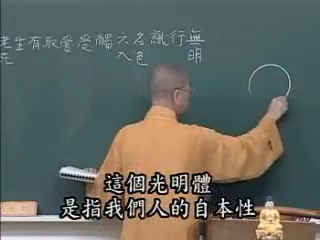 老生有取愛受觸六名識行無
死入色明
這個光明體
是指我們人的自本性